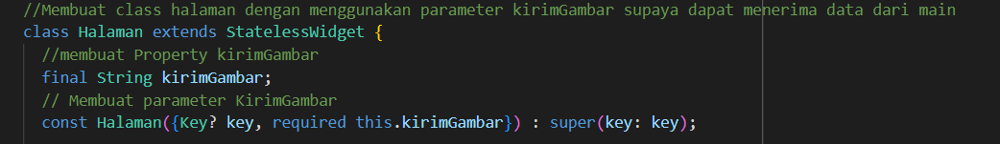 //Membuat class halaman dengan menggunakan parameter kirimGambar supaya dapat menerima data dari main
class Halaman extends StatelessWidget {
//membuat Property kirimGambar
final String kirimGambar;
// Membuat parameter KirimGambar
const Halaman({Key? key, required this.kirimGambar}) : super(key: key);